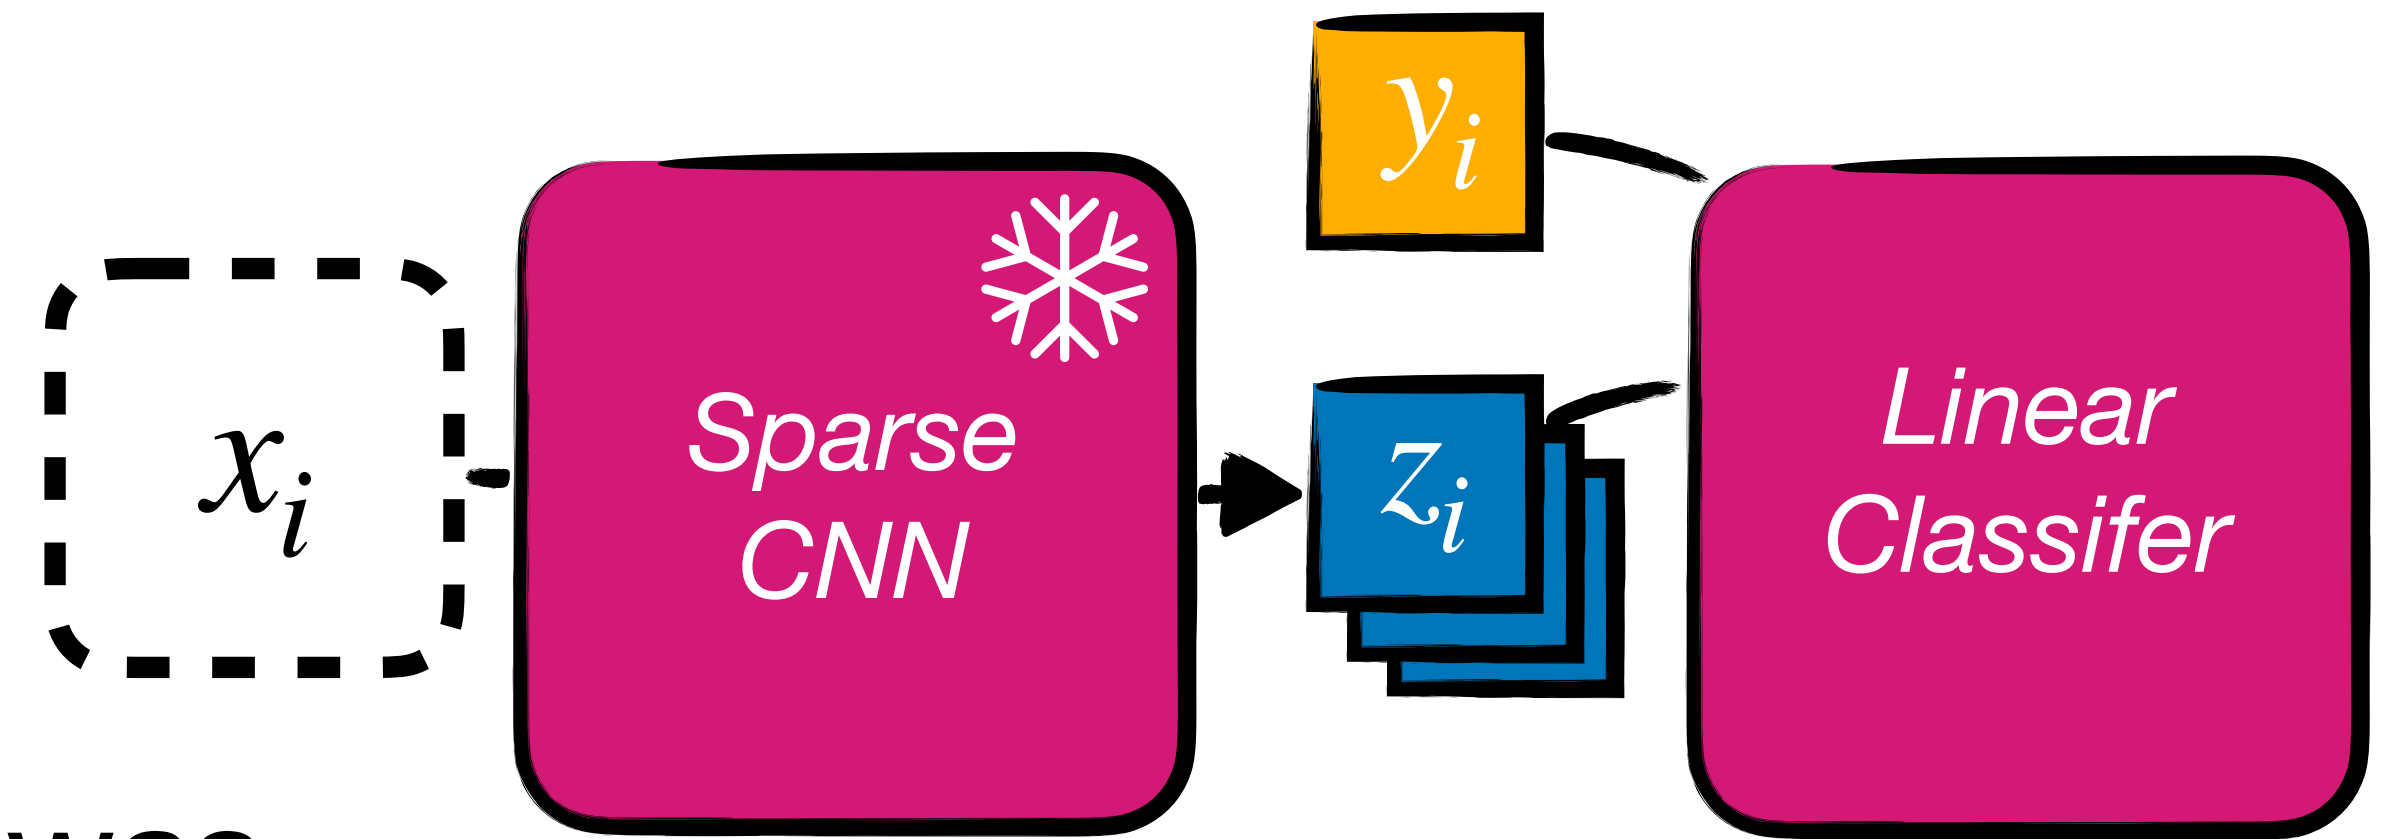 x_i
Sparse
CNN
y_i
z_i
Linear
Classifer